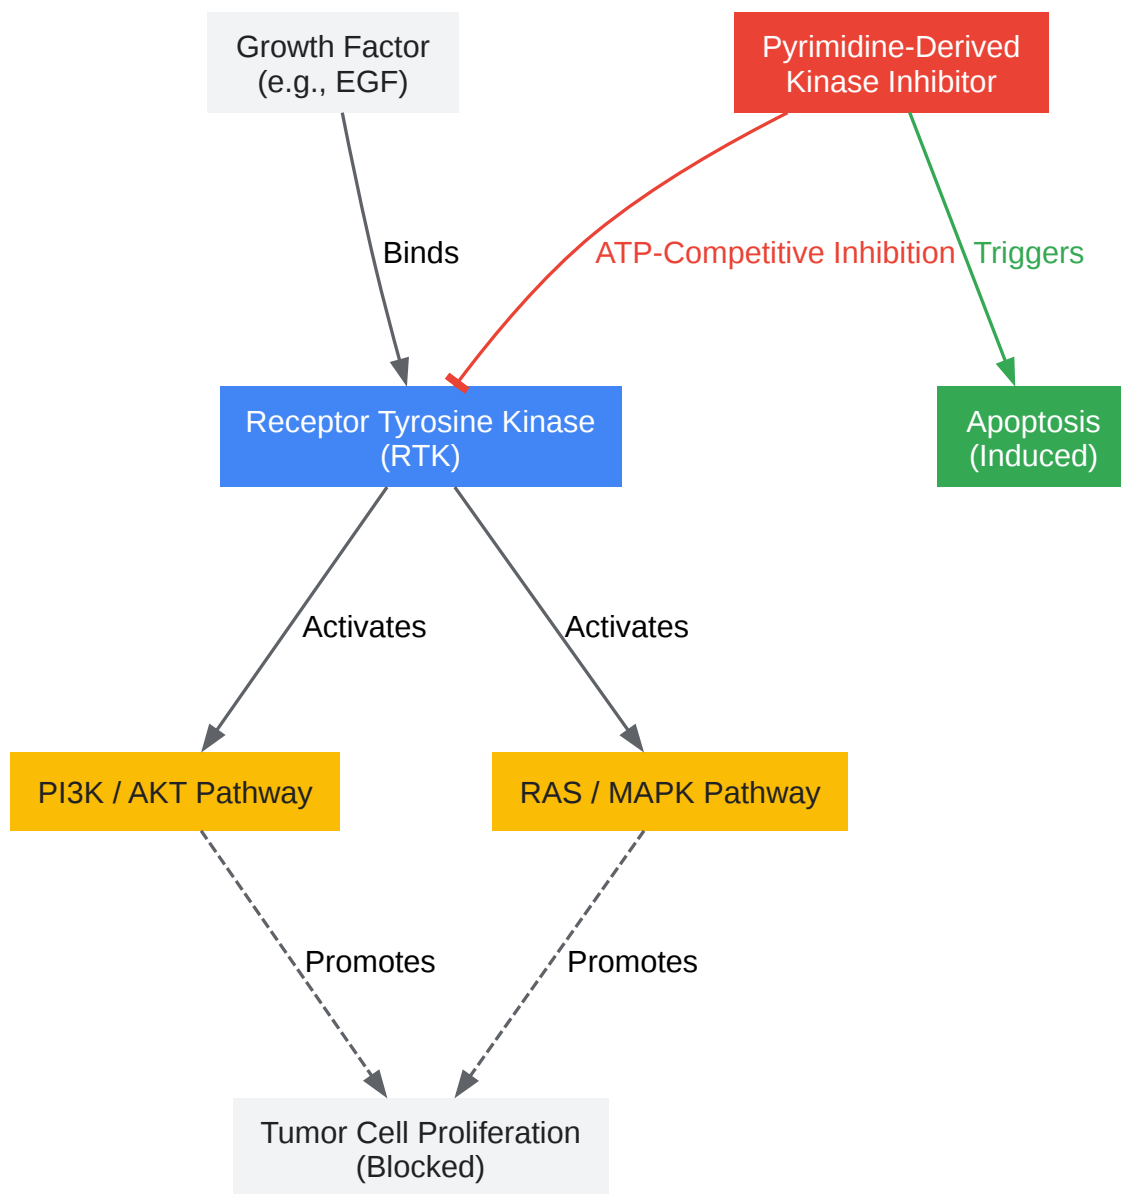 Growth Factor
(e.g., EGF)
Pyrimidine-Derived
Kinase Inhibitor
Binds
ATP-Competitive Inhibition
Triggers
Receptor Tyrosine Kinase
(RTK)
Apoptosis
(Induced)
Activates
Activates
PI3K / AKT Pathway
RAS / MAPK Pathway
Promotes
Promotes
Tumor Cell Proliferation
(Blocked)